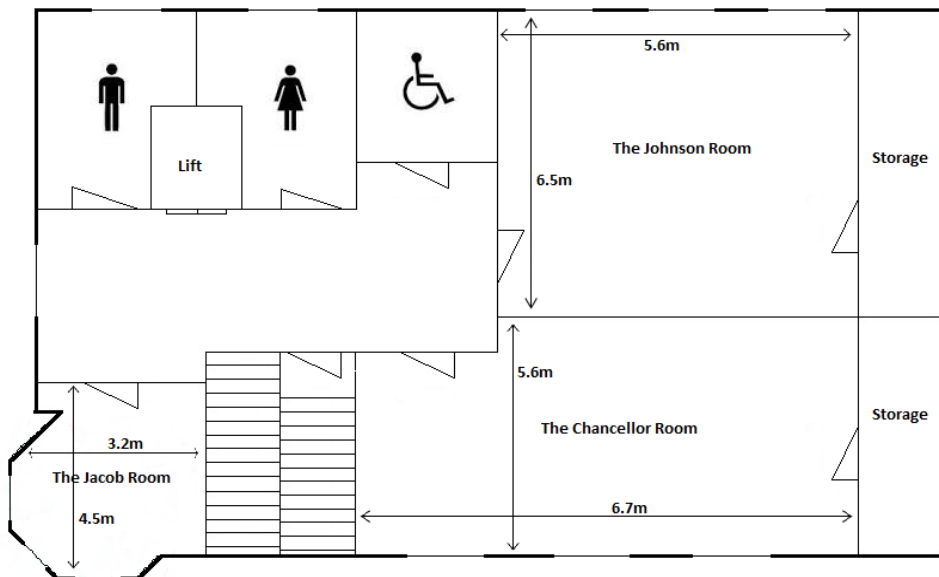 5.6m
The Johnson Room
Storage
Lift
6.5m
5.6m
Storage
The Chancellor Room
3.2m
The Jacob Room
4.5m
6.7m